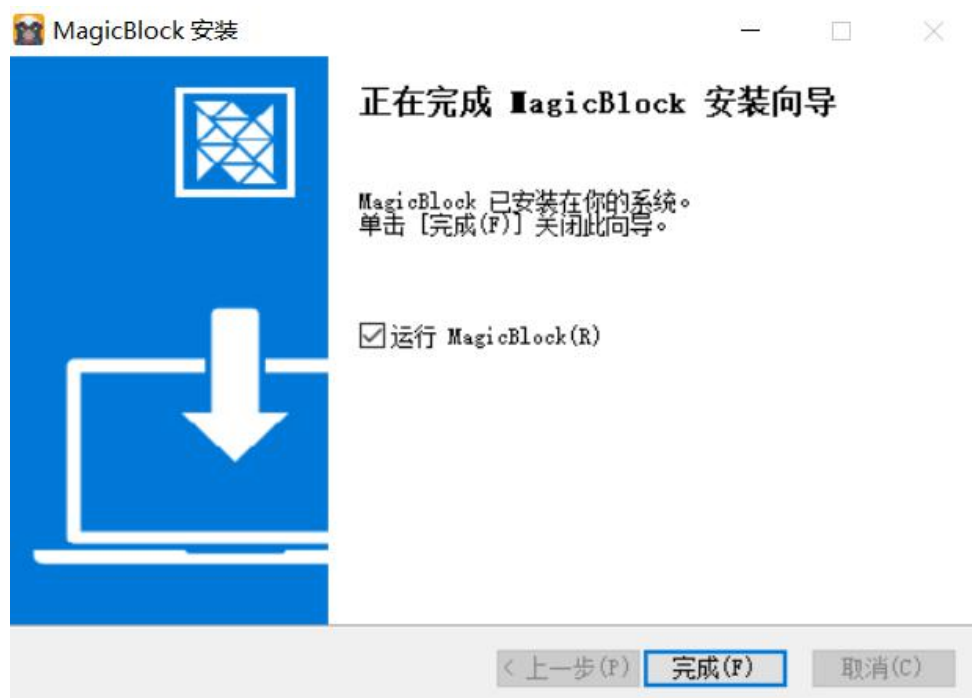 MagicBlock 安装
正在完成 MagicBlock 安装向导
MagicBlock 已安装在你的系统。
单击 [完成(F)] 关闭此向导。
运行 MagicBlock(R)
< 上一步(P) 完成(F) 取消(C)